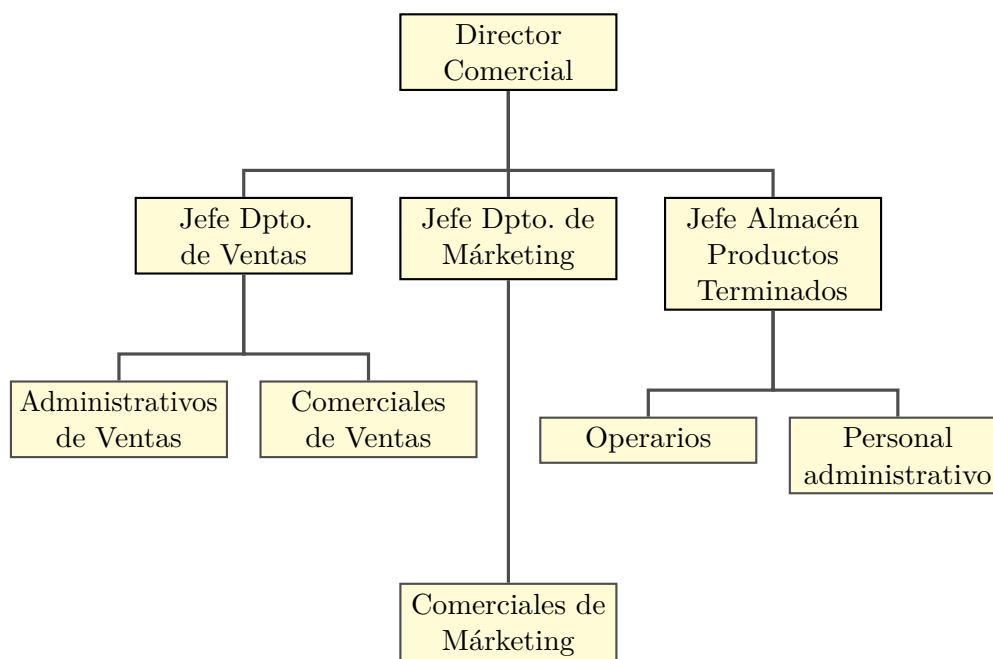 Director
Comercial
Jefe Dpto.
de Ventas
Jefe Dpto. de
Márketing
Jefe Almacén
Productos
Terminados
Administrativos
de Ventas
Comerciales
de Ventas
Operarios
Personal
administrativo
Comerciales de
Márketing